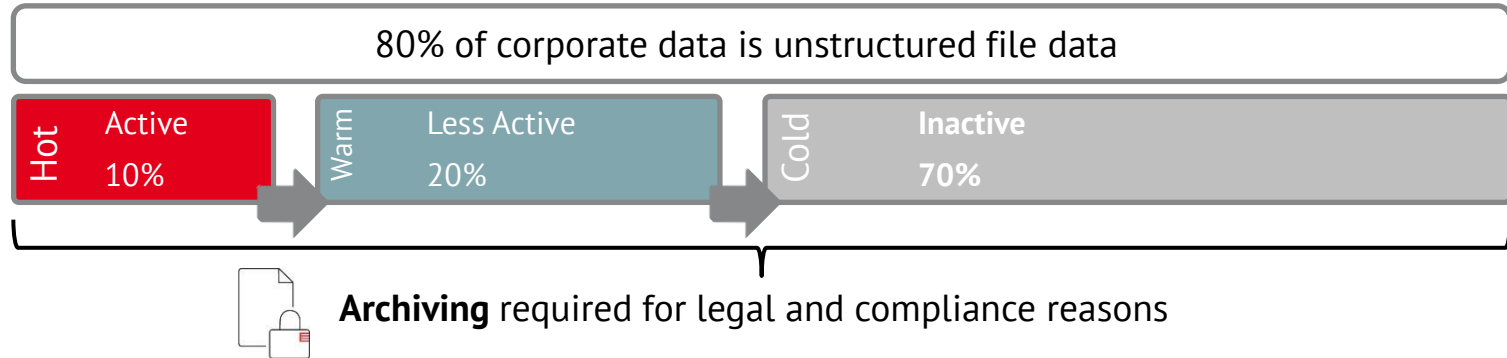 80% of corporate data is unstructured file data
Hot
Active
10%
Warm
Less Active
20%
Cold
Inactive
70%
Archiving required for legal and compliance reasons